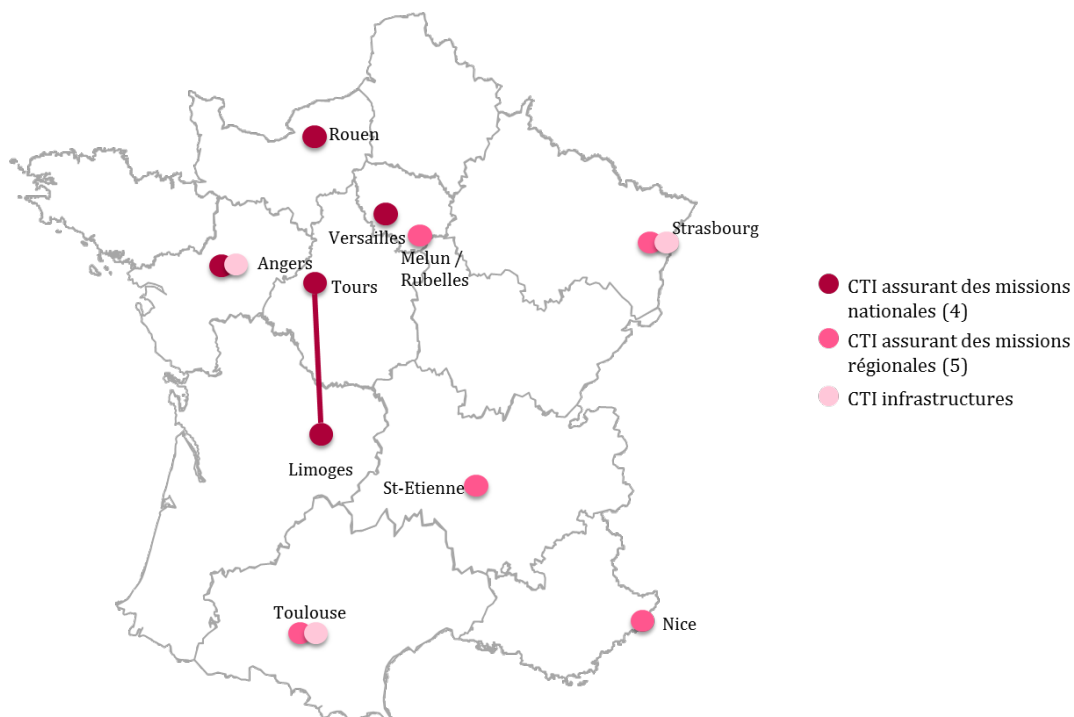 Rouen
Versailles
Melun /
Rubelles
Strasbourg
Angers
Tours
Limoges
St-Etienne
Toulouse
Nice
CTI assurant des missions
nationales (4)
CTI assurant des missions
régionales (5)
CTI infrastructures